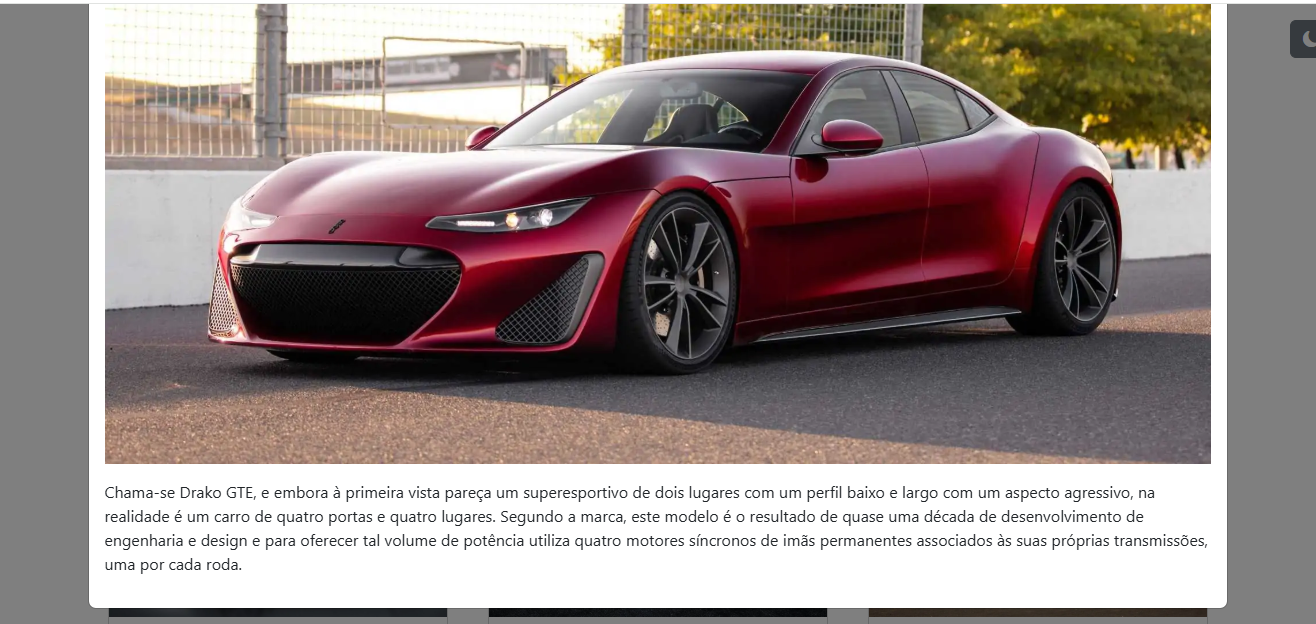 Chama-se Drako GTE, e embora à primeira vista pareça um superesportivo de dois lugares com um perfil baixo e largo com um aspecto agressivo, na
realidade é um carro de quatro portas e quatro lugares. Segundo a marca, este modelo é o resultado de quase uma década de desenvolvimento de
engenharia e design e para oferecer tal volume de potência utiliza quatro motores síncronos de imãs permanentes associados às suas próprias transmissões,
uma por cada roda.